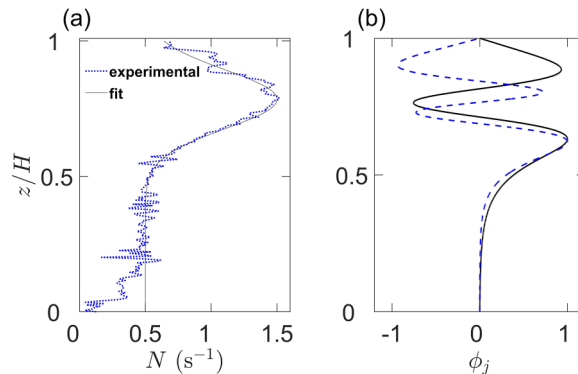 (a)
(b)
1
0.5
0
z/H
experimental
fit
0 0.5 1 1.5
N (s⁻¹)
1
0.5
0
-1 0 1
ϕⱼ